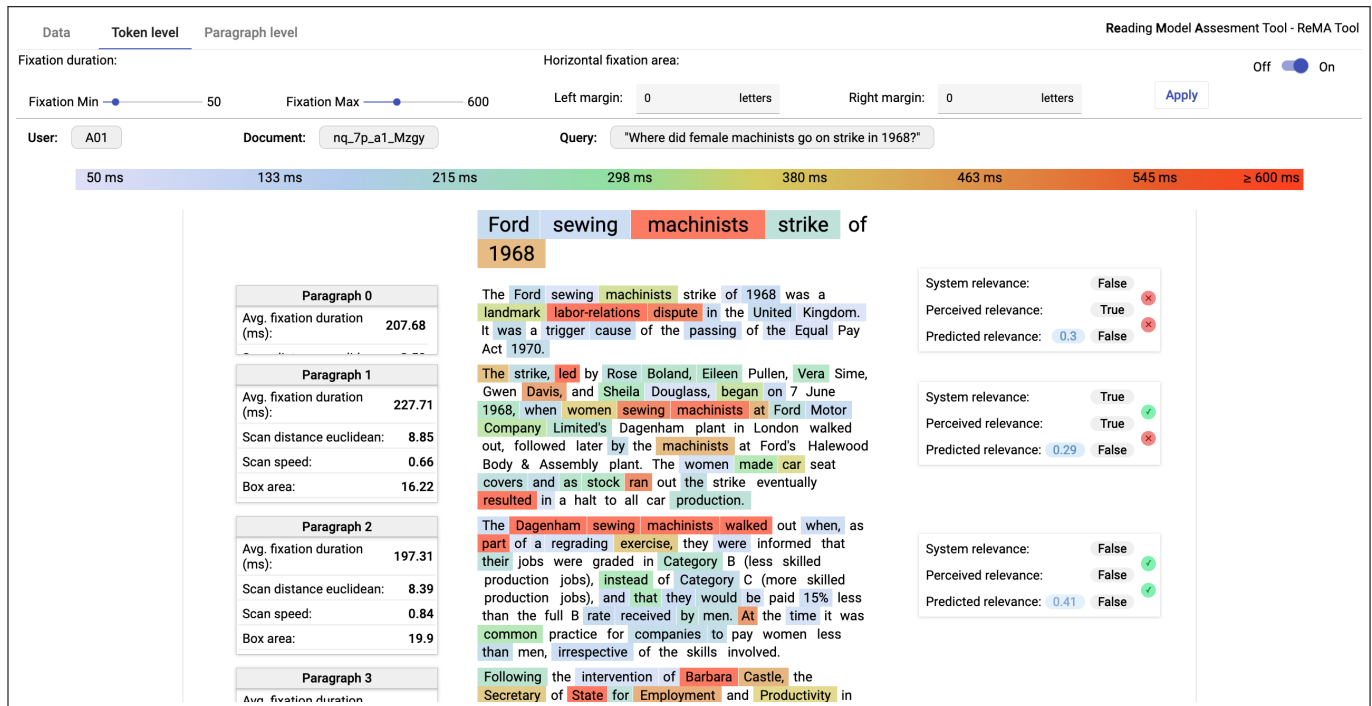 Data Token level Paragraph level Reading Model Assesment Tool - ReMA Tool
Fixation duration: Horizontal fixation area: Off On
Fixation Min 50 Fixation Max 600 Left margin: 0 letters Right margin: 0 letters Apply
User: A01 Document: nq_7p_a1_Mzgy Query: "Where did female machinists go on strike in 1968?"
50 ms 133 ms 215 ms 298 ms 380 ms 463 ms 545 ms ≥ 600 ms
Ford sewing machinists strike of
1968
Paragraph 0
Avg. fixation duration
(ms): 207.68
The Ford sewing machinists strike of 1968 was a
landmark labor-relations dispute in the United Kingdom.
It was a trigger cause of the passing of the Equal Pay
Act 1970.
System relevance: False
Perceived relevance: True
Predicted relevance: 0.3 False
Paragraph 1
Avg. fixation duration
(ms): 227.71
Scan distance euclidean: 8.85
Scan speed: 0.66
Box area: 16.22
The strike, led by Rose Boland, Eileen Pullen, Vera Sime,
Gwen Davis, and Sheila Douglass, began on 7 June
1968, when women sewing machinists at Ford Motor
Company Limited's Dagenham plant in London walked
out, followed later by the machinists at Ford's Halewood
Body & Assembly plant. The women made car seat
covers and as stock ran out the strike eventually
resulted in a halt to all car production.
System relevance: True
Perceived relevance: True
Predicted relevance: 0.29 False
Paragraph 2
Avg. fixation duration
(ms): 197.31
Scan distance euclidean: 8.39
Scan speed: 0.84
Box area: 19.9
The Dagenham sewing machinists walked out when, as
part of a regrading exercise, they were informed that
their jobs were graded in Category B (less skilled
production jobs), instead of Category C (more skilled
production jobs), and that they would be paid 15% less
than the full B rate received by men. At the time it was
common practice for companies to pay women less
than men, irrespective of the skills involved.
System relevance: False
Perceived relevance: False
Predicted relevance: 0.41 False
Paragraph 3
Avg. fixation duration
Following the intervention of Barbara Castle, the
Secretary of State for Employment and Productivity in